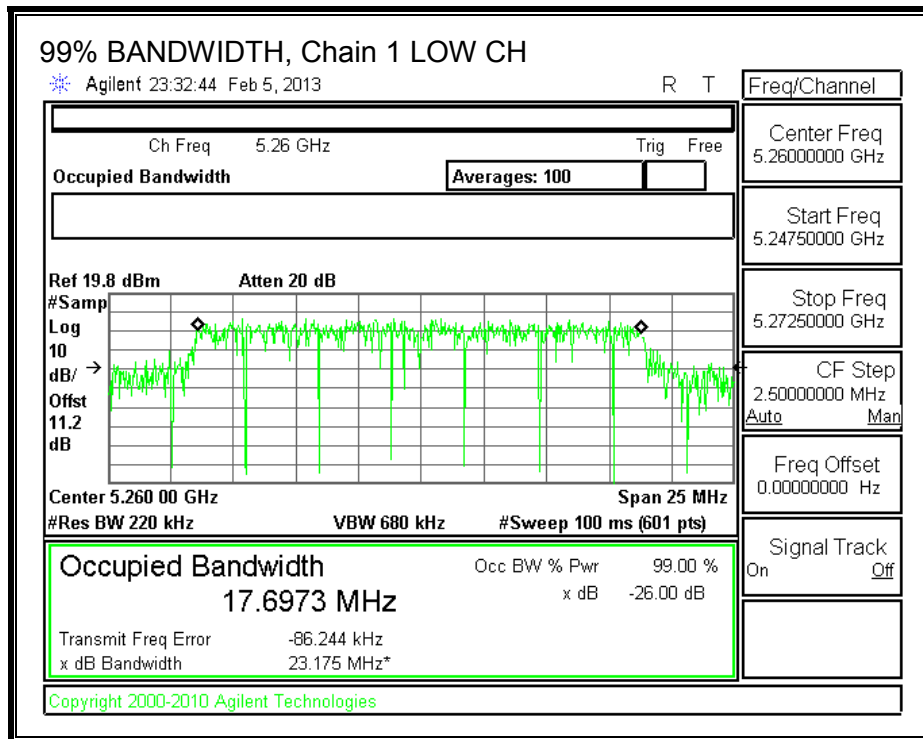 99% BANDWIDTH, Chain 1 LOW CH
Agilent 23:32:44 Feb 5, 2013 R T
Freq/Channel
Ch Freq 5.26 GHz Trig Free
Occupied Bandwidth Averages: 100
Center Freq
5.26000000 GHz
Start Freq
5.24750000 GHz
Ref 19.8 dBm Atten 20 dB
#Samp
Log
10
dB/
Offst
11.2
dB
Stop Freq
5.27250000 GHz
CF Step
2.50000000 MHz
Auto Man
Freq Offset
0.00000000 Hz
Center 5.260 00 GHz Span 25 MHz
#Res BW 220 kHz VBW 680 kHz #Sweep 100 ms (601 pts)
Signal Track
On Off
Occupied Bandwidth
17.6973 MHz
Occ BW % Pwr 99.00 %
x dB -26.00 dB
Transmit Freq Error -86.244 kHz
x dB Bandwidth 23.175 MHz*
Copyright 2000-2010 Agilent Technologies